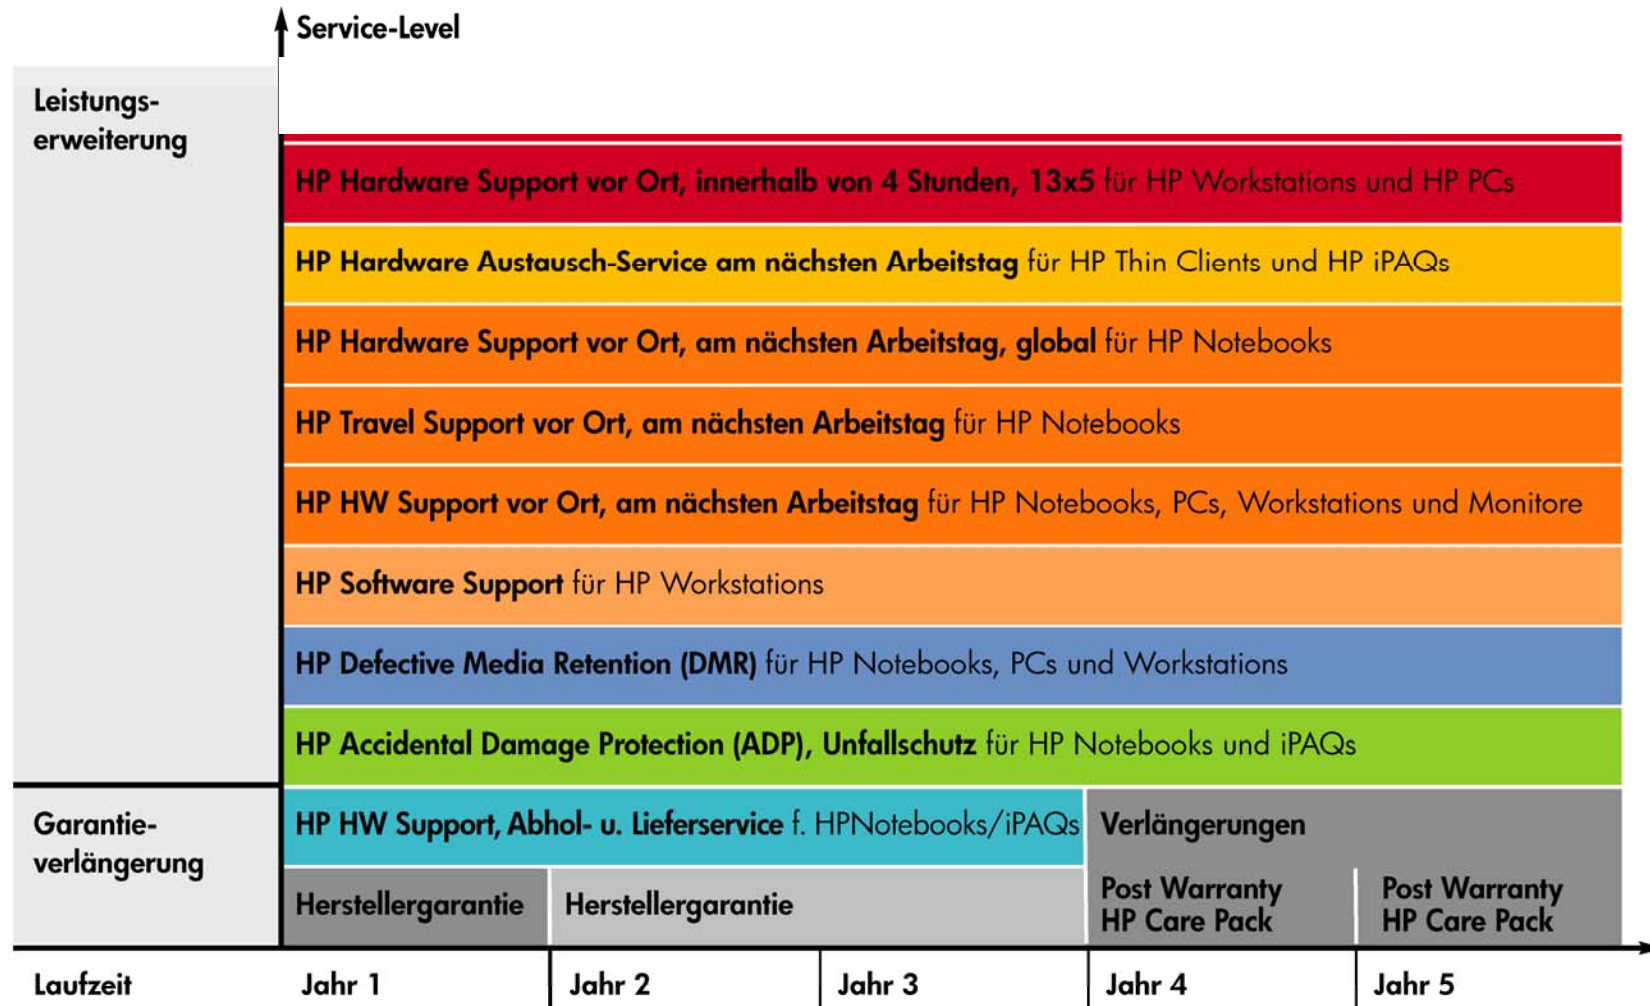 Service-Level
Leistungs-
erweiterung
HP Hardware Support vor Ort, innerhalb von 4 Stunden, 13x5 für HP Workstations und HP PCs
HP Hardware Austausch-Service am nächsten Arbeitstag für HP Thin Clients und HP iPAQs
HP Hardware Support vor Ort, am nächsten Arbeitstag, global für HP Notebooks
HP Travel Support vor Ort, am nächsten Arbeitstag für HP Notebooks
HP HW Support vor Ort, am nächsten Arbeitstag für HP Notebooks, PCs, Workstations und Monitore
HP Software Support für HP Workstations
HP Defective Media Retention (DMR) für HP Notebooks, PCs und Workstations
HP Accidental Damage Protection (ADP), Unfallschutz für HP Notebooks und iPAQs
Garantie-
verlängerung
HP HW Support, Abhol- u. Lieferservice f. HPNotebooks/iPAQs
Verlängerungen
Herstellergarantie
Herstellergarantie
Post Warranty
HP Care Pack
Post Warranty
HP Care Pack
Laufzeit
Jahr 1
Jahr 2
Jahr 3
Jahr 4
Jahr 5